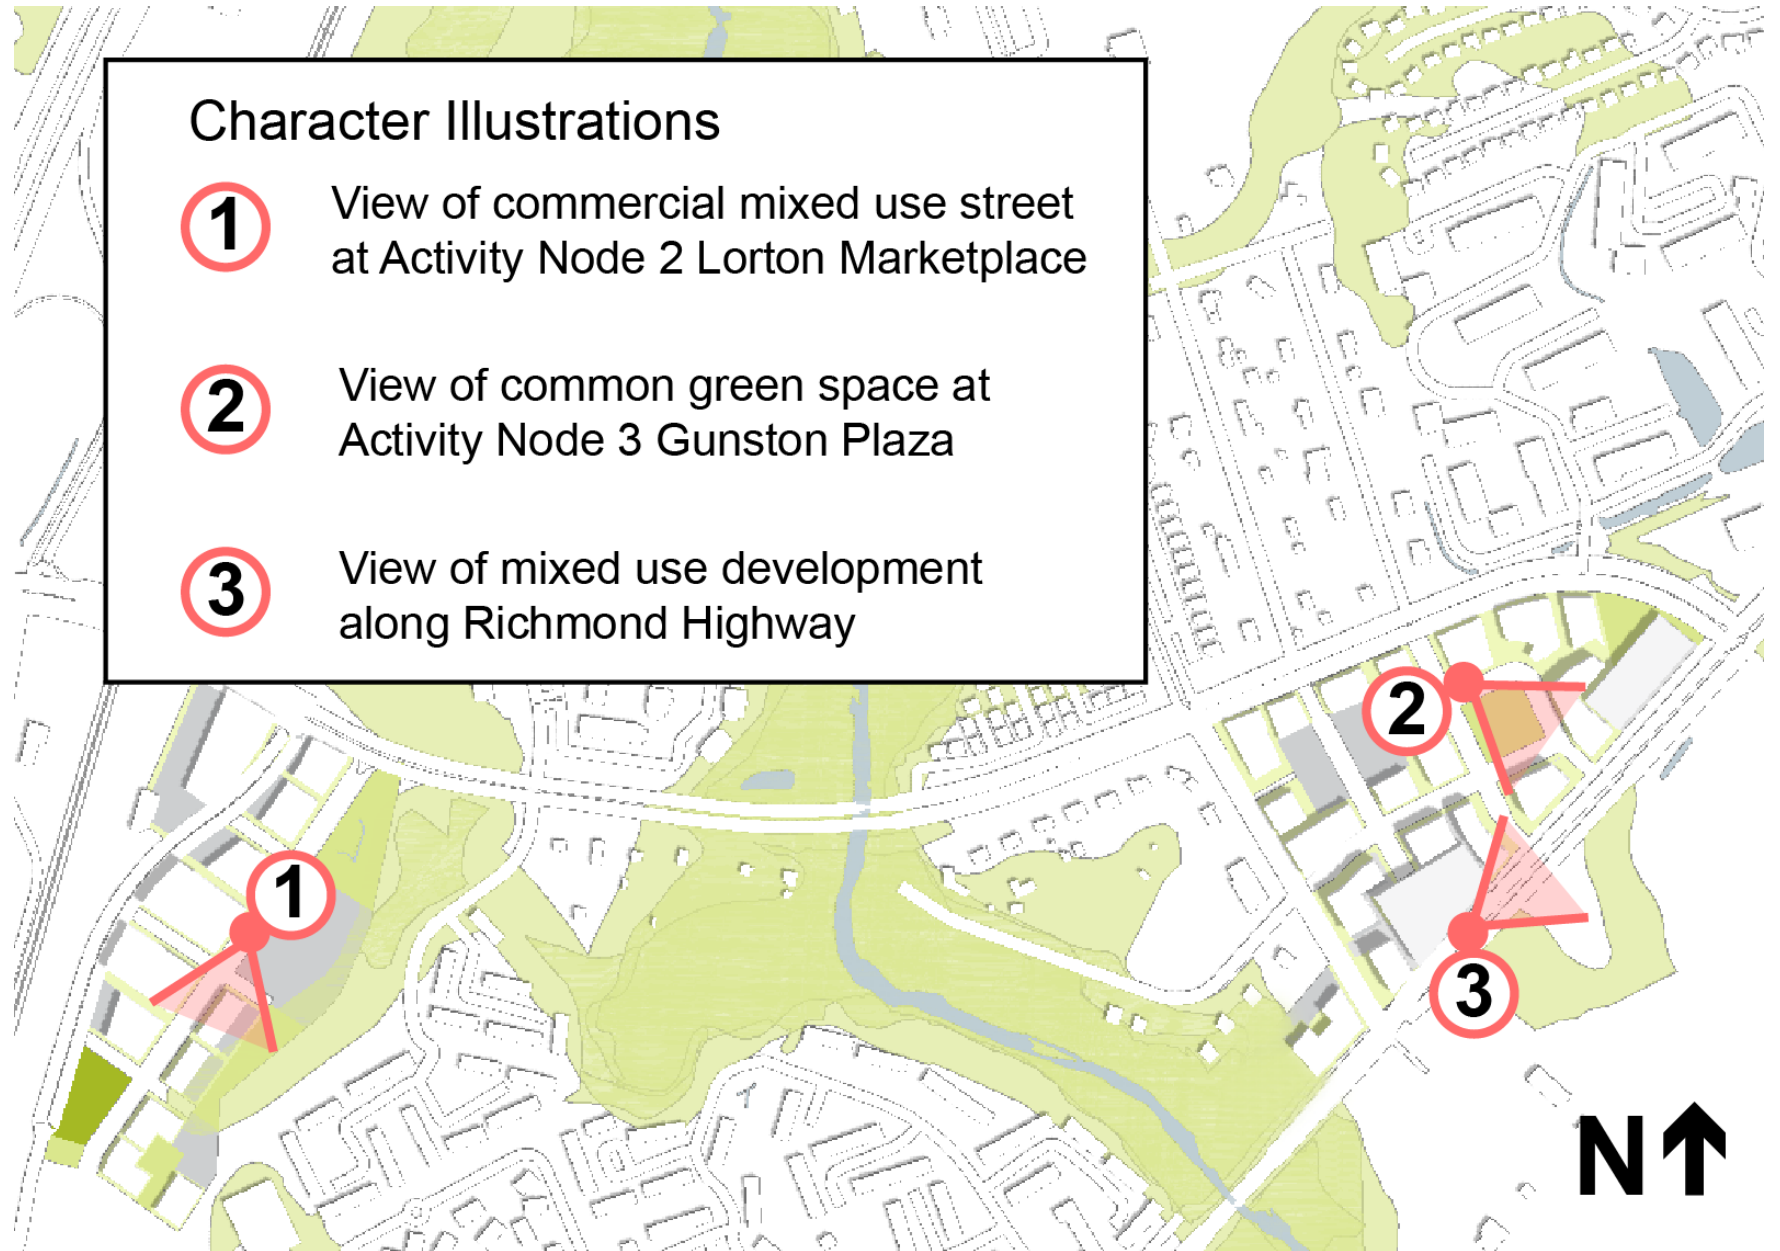 Character Illustrations
1
View of commercial mixed use street
at Activity Node 2 Lorton Marketplace
2
View of common green space at
Activity Node 3 Gunston Plaza
3
View of mixed use development
along Richmond Highway
2
1
3
N